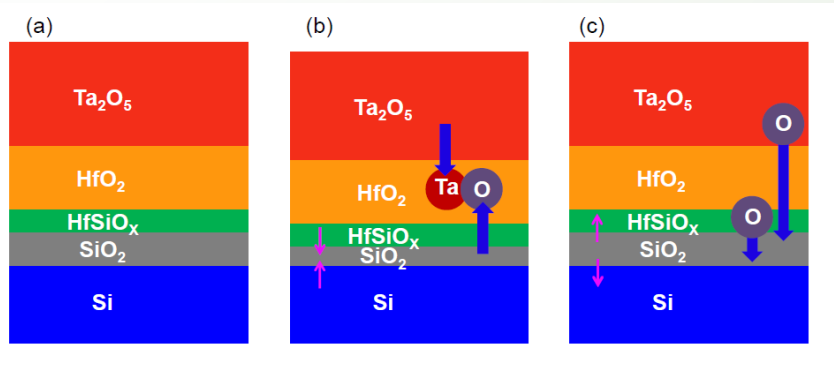 (a)
Ta₂O₅
HfO₂
HfSiOₓ
SiO₂
Si
(b)
Ta₂O₅
Ta
O
HfO₂
HfSiOₓ
SiO₂
Si
(c)
Ta₂O₅
O
HfO₂
O
HfSiOₓ
SiO₂
Si